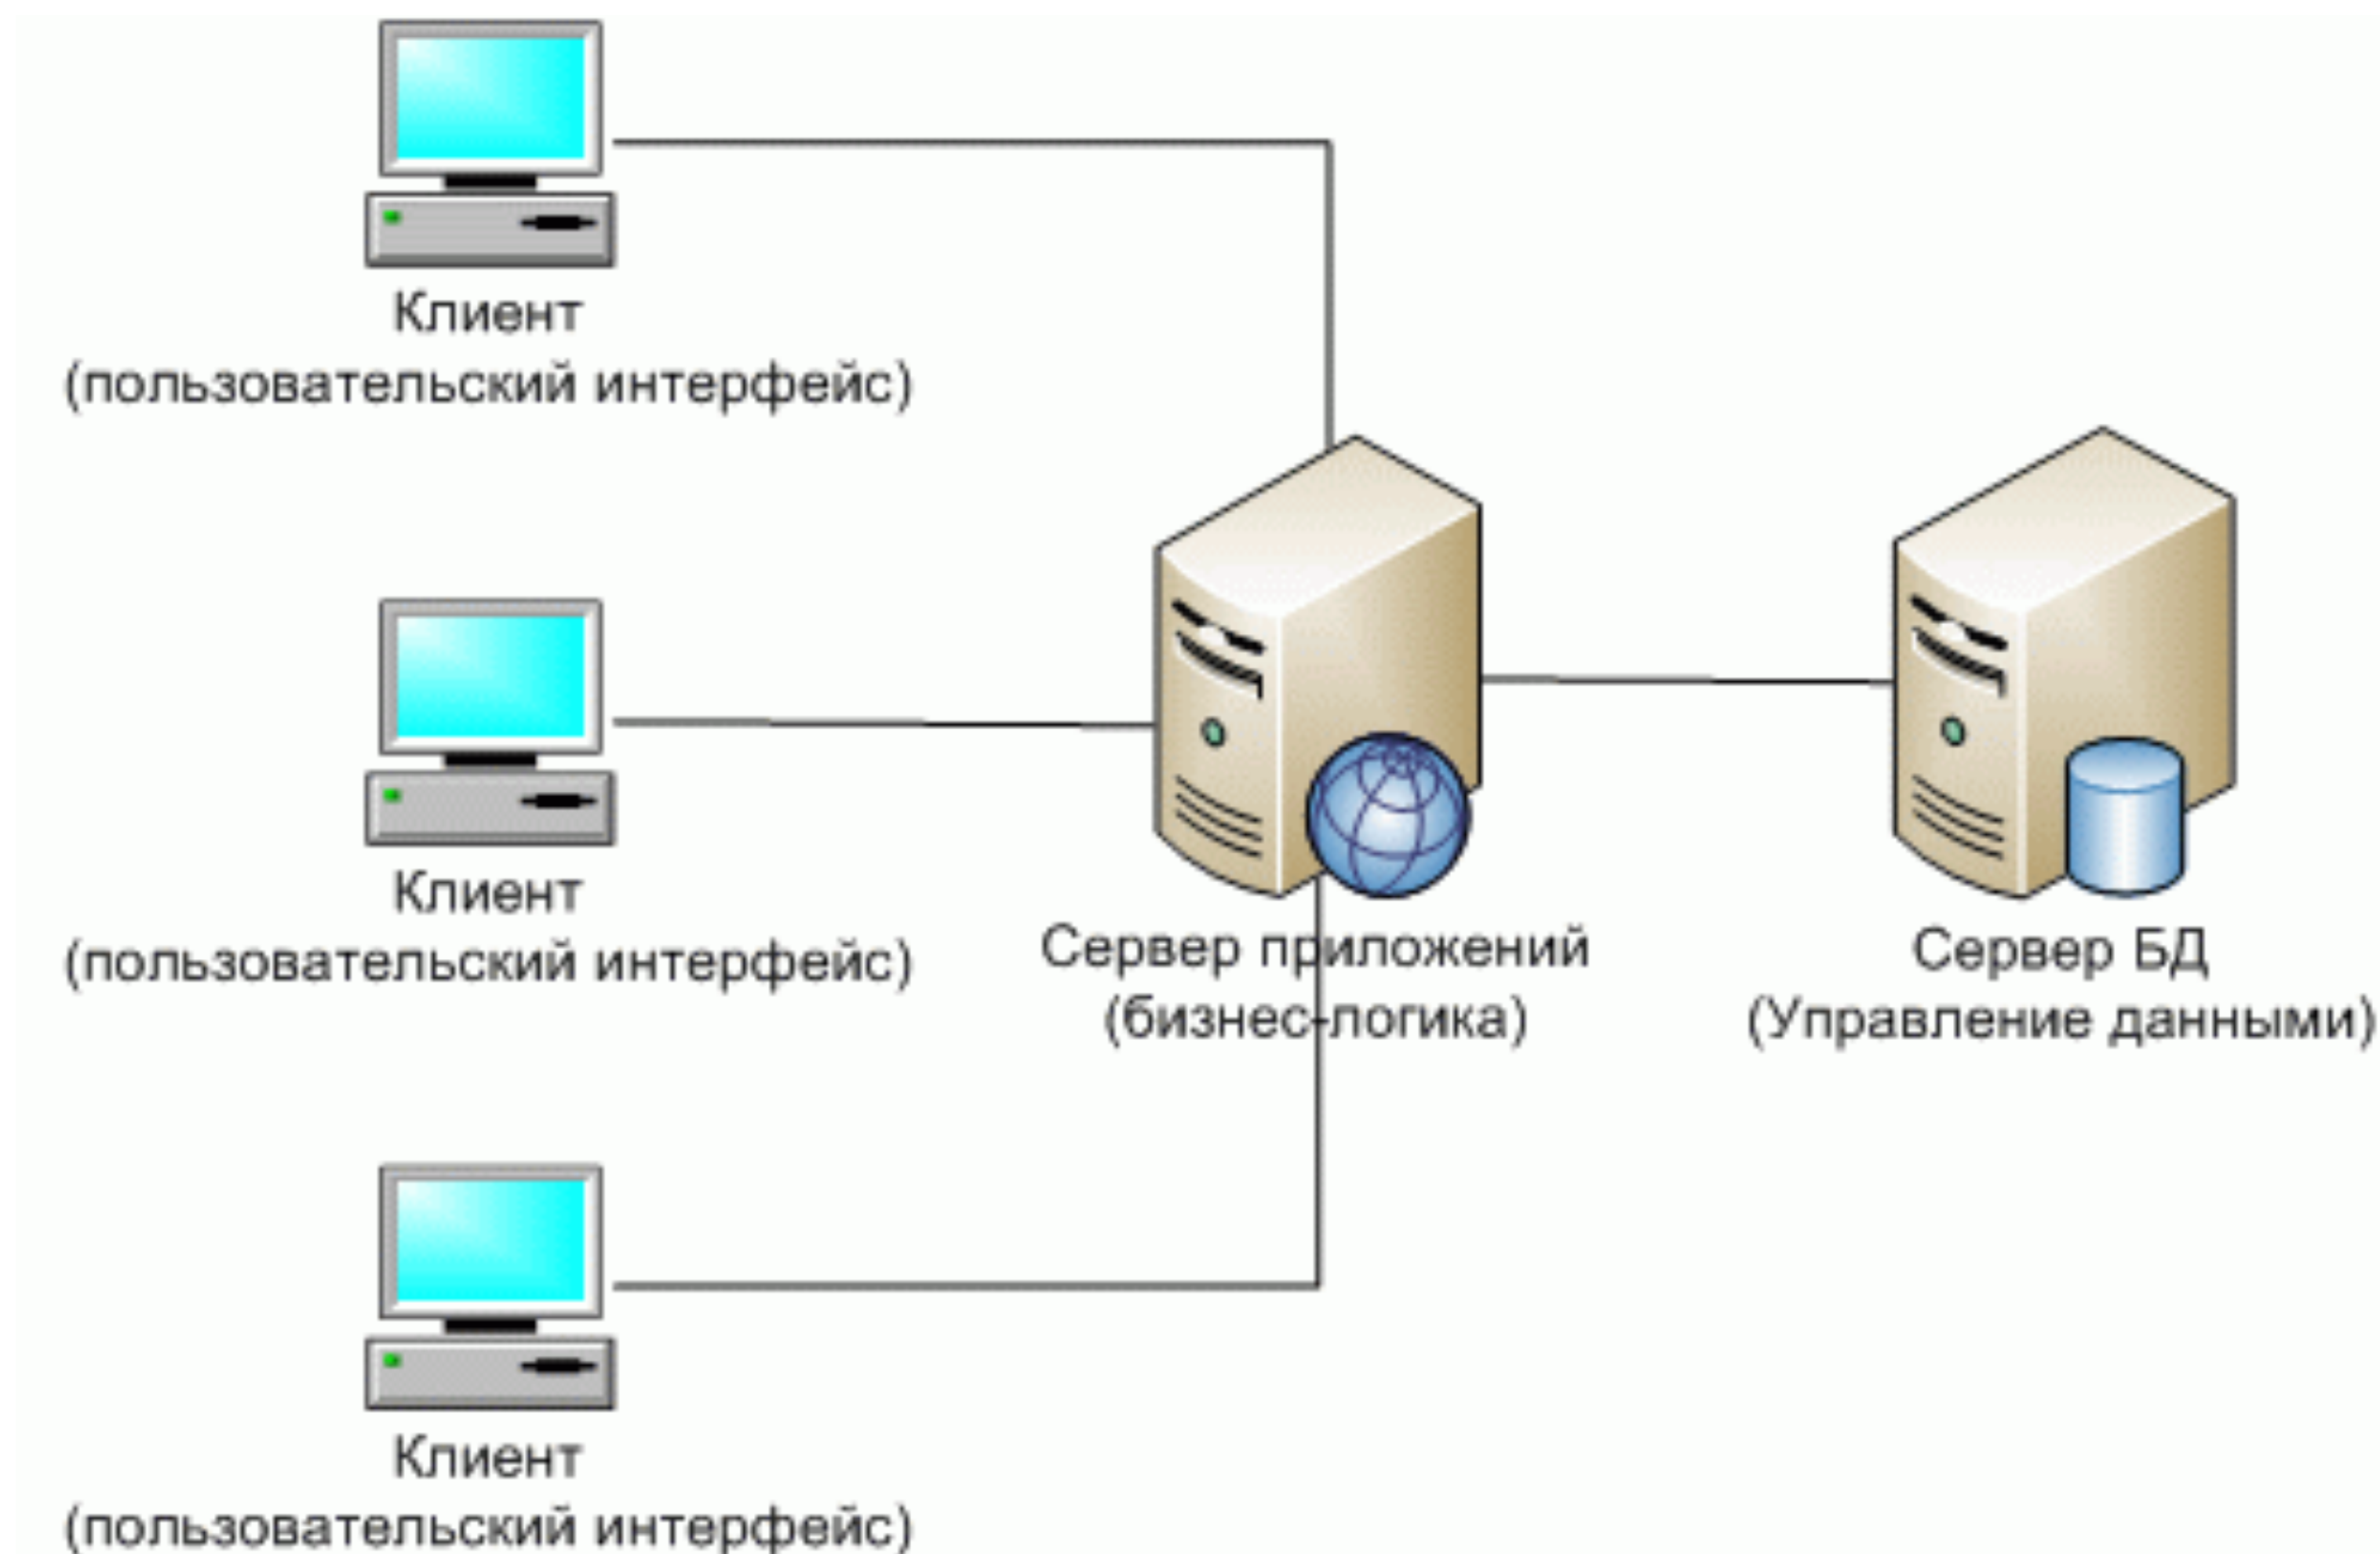 Клиент
(пользовательский интерфейс)
Клиент
(пользовательский интерфейс)
Сервер приложений
(бизнес-логика)
Сервер БД
(Управление данными)
Клиент
(пользовательский интерфейс)